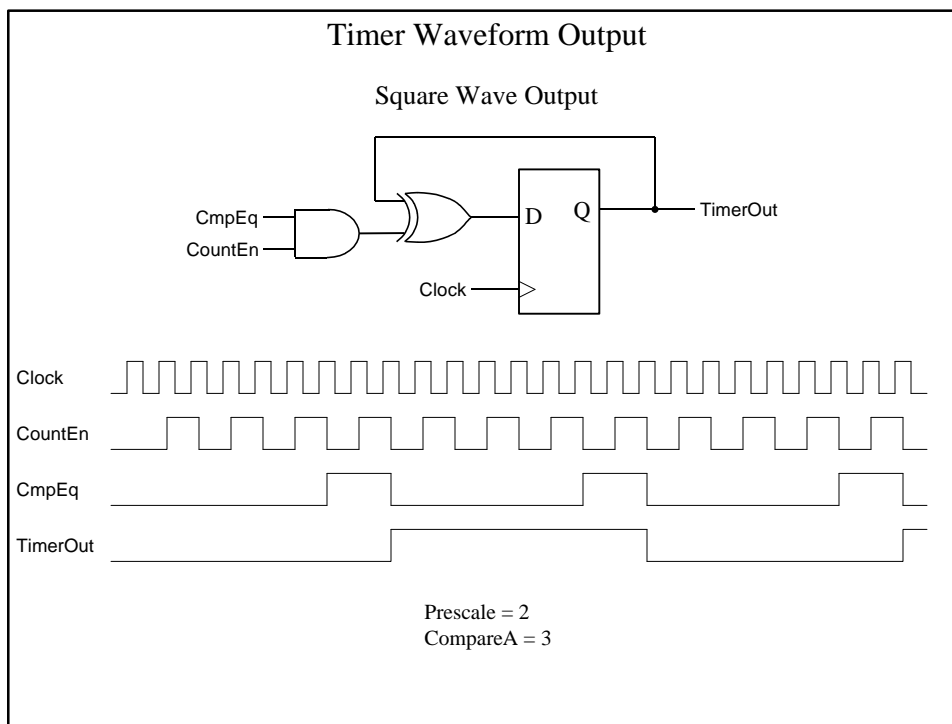 Timer Waveform Output
Square Wave Output
CmpEq
CountEn
D
Q
TimerOut
Clock
Clock
CountEn
CmpEq
TimerOut
Prescale = 2
CompareA = 3